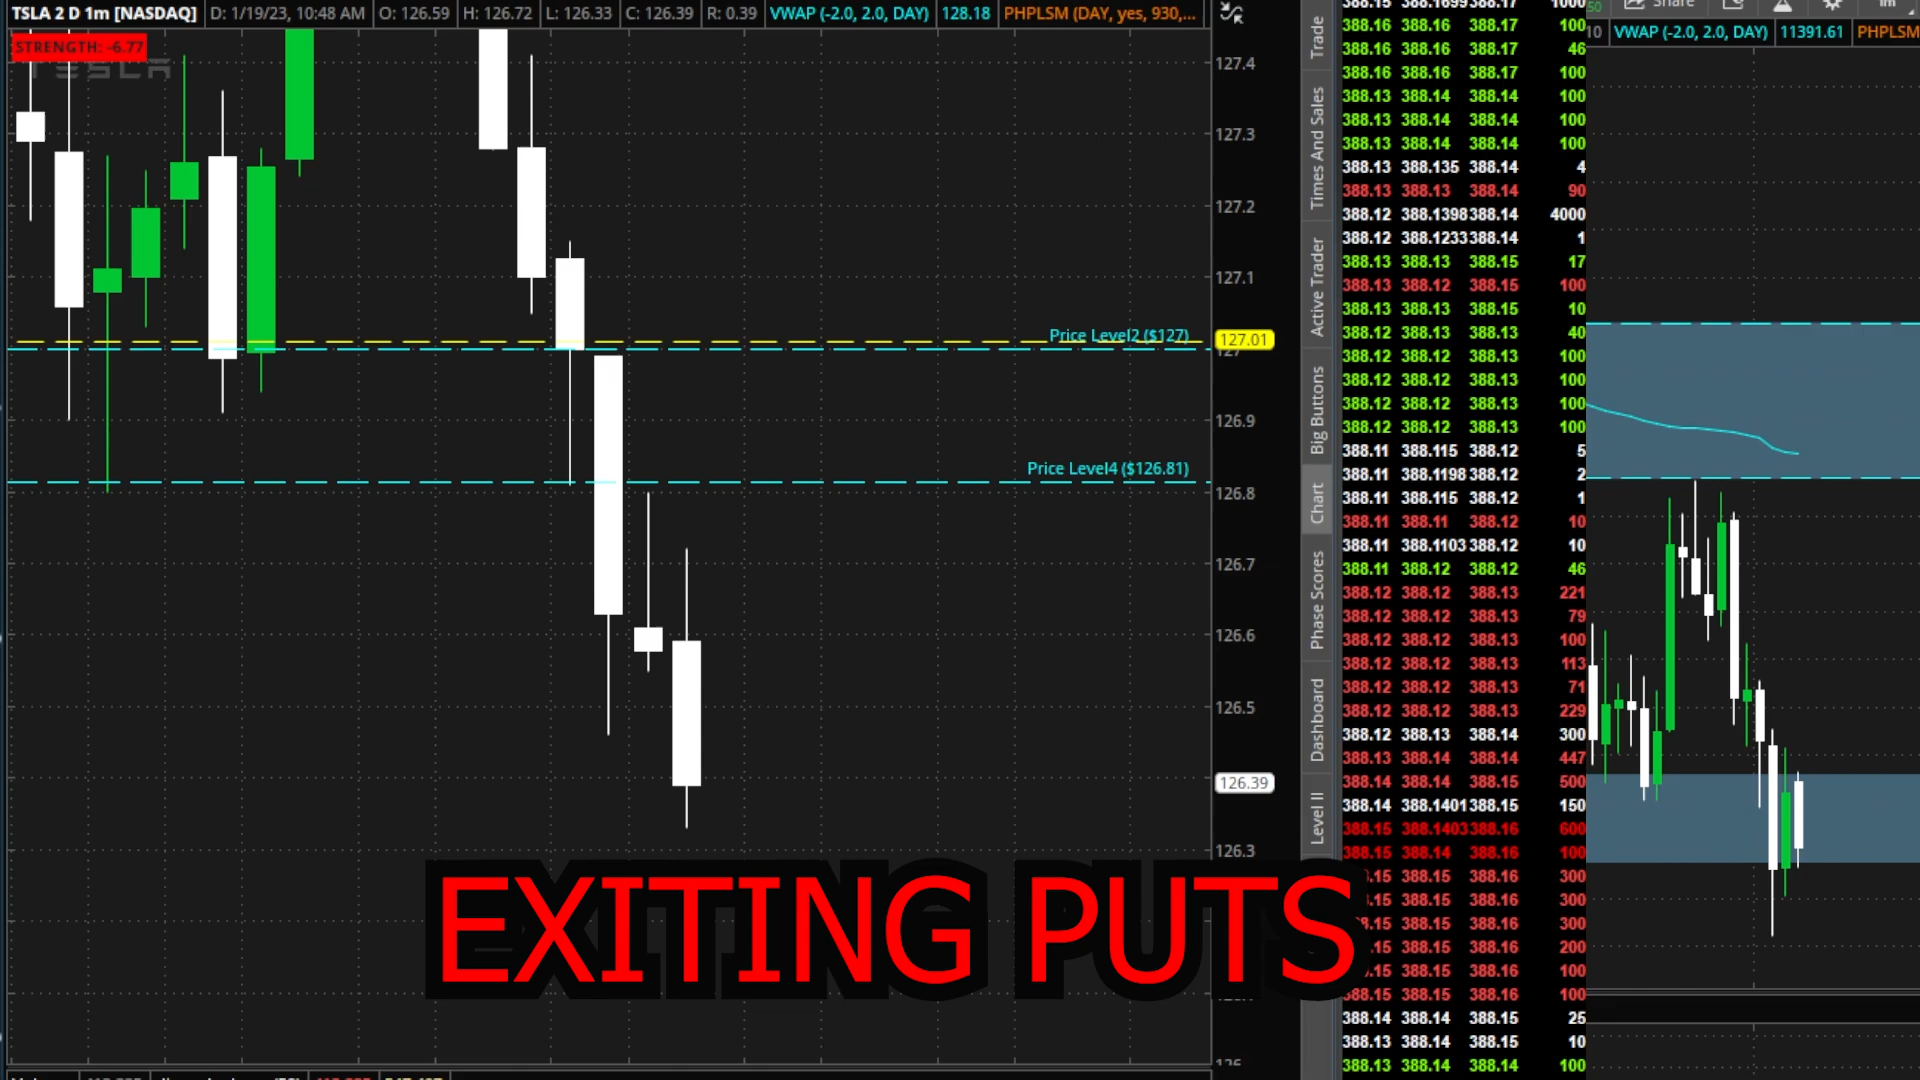 TSLA 2 D 1m [NASDAQ] D: 1/19/23, 10:48 AM O: 126.59 H: 126.72 L: 126.33 C: 126.39 R: 0.39 VWAP (-2.0, 2.0, DAY) 128.18 PHPLSM (DAY, yes, 930,...
STRENGTH: -6.77
TESLA
127.4
127.3
127.2
127.1
Price Level2 ($127)
127.01
126.9
Price Level4 ($126.81)
126.8
126.7
126.6
126.5
126.39
126.3
EXITING PUTS
Trade
Times And Sales
Active Trader
Big Buttons
Chart
Phase Scores
Dashboard
Level II
388.15 388.1699 388.17 1000
388.16 388.16 388.17 100
388.16 388.16 388.17 46
388.16 388.16 388.17 100
388.13 388.14 388.14 100
388.13 388.14 388.14 100
388.13 388.14 388.14 100
388.13 388.135 388.14 4
388.13 388.13 388.14 90
388.12 388.1398 388.14 4000
388.12 388.1233 388.14 1
388.13 388.13 388.15 17
388.13 388.12 388.15 100
388.13 388.13 388.15 10
388.12 388.13 388.13 40
388.12 388.12 388.13 100
388.12 388.12 388.13 100
388.12 388.12 388.13 100
388.12 388.12 388.13 100
388.11 388.115 388.12 5
388.11 388.1198 388.12 2
388.11 388.115 388.12 1
388.11 388.11 388.12 10
388.11 388.1103 388.12 10
388.11 388.12 388.12 46
388.12 388.12 388.13 221
388.12 388.12 388.13 79
388.12 388.12 388.13 100
388.12 388.12 388.13 113
388.12 388.12 388.13 71
388.12 388.12 388.13 229
388.12 388.13 388.14 300
388.13 388.14 388.14 447
388.14 388.14 388.15 500
388.14 388.1401 388.15 150
388.15 388.1403 388.16 600
388.15 388.14 388.16 100
.15 388.15 388.16 300
.15 388.15 388.16 300
.15 388.15 388.16 300
.15 388.15 388.16 200
.15 388.15 388.16 100
388.15 388.15 388.16 100
388.14 388.14 388.15 25
388.13 388.14 388.15 10
388.13 388.14 388.14 100
50 Share 1m
10 VWAP (-2.0, 2.0, DAY) 11391.61 PHPLSM